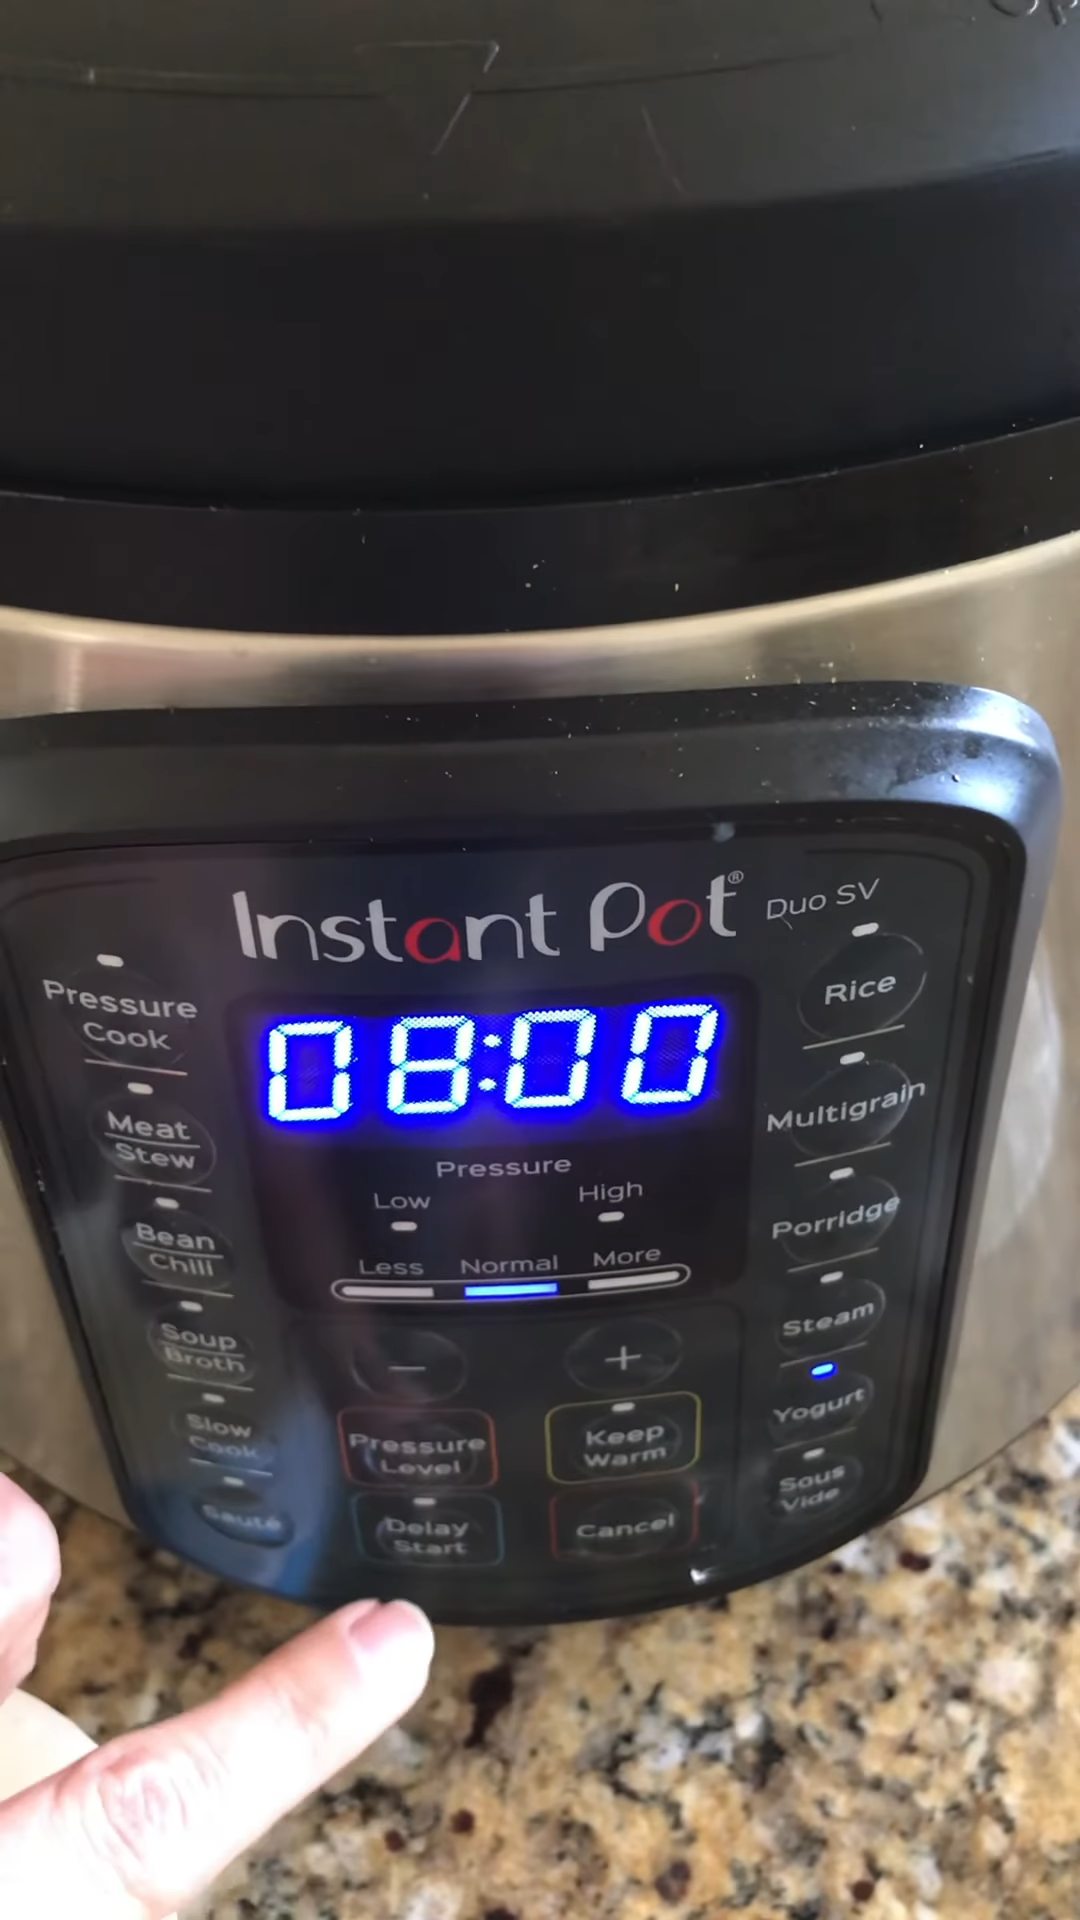 Instant Pot® Duo SV
08:00
Pressure
Low High
Less Normal More
Pressure
Cook
Meat
Stew
Bean
Chili
Soup
Broth
Slow
Cook
Sauté
−
+
Pressure
Level
Keep
Warm
Delay
Start
Cancel
Rice
Multigrain
Porridge
Steam
Yogurt
Sous
Vide